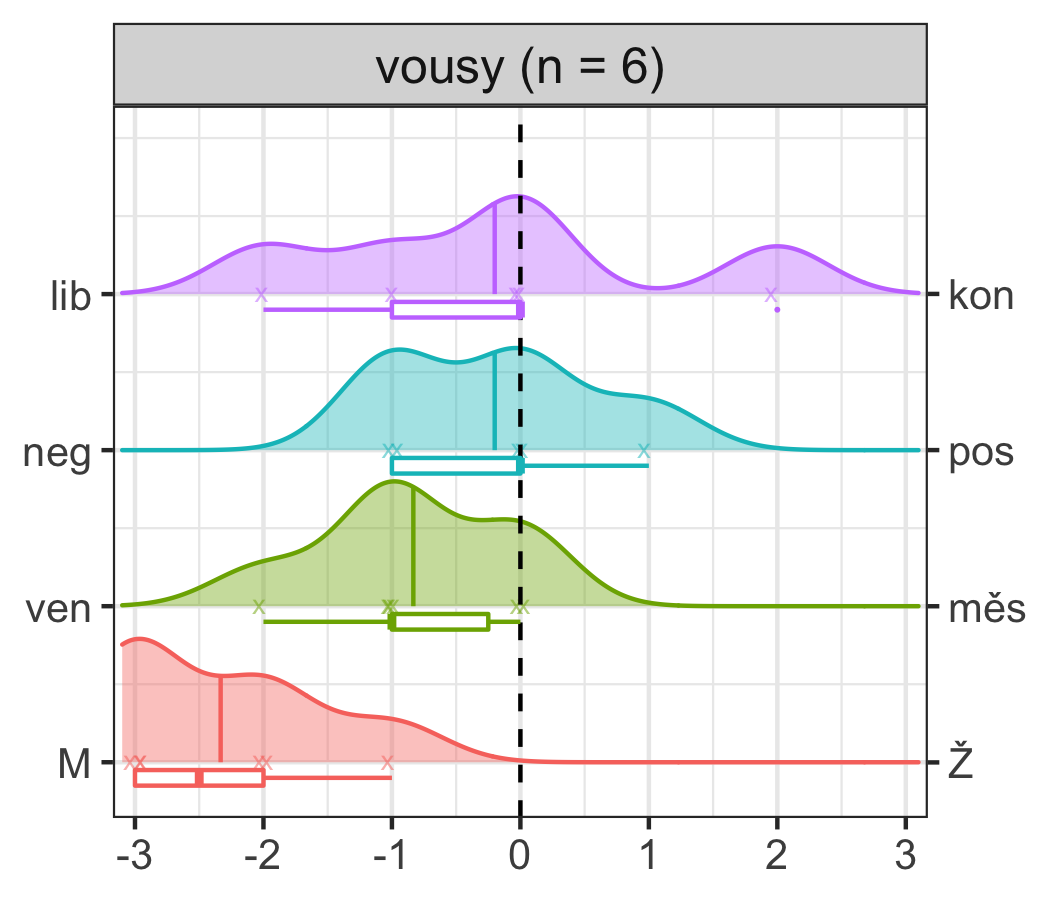 vousy (n = 6)
lib kon
neg pos
ven měs
M Ž
-3 -2 -1 0 1 2 3